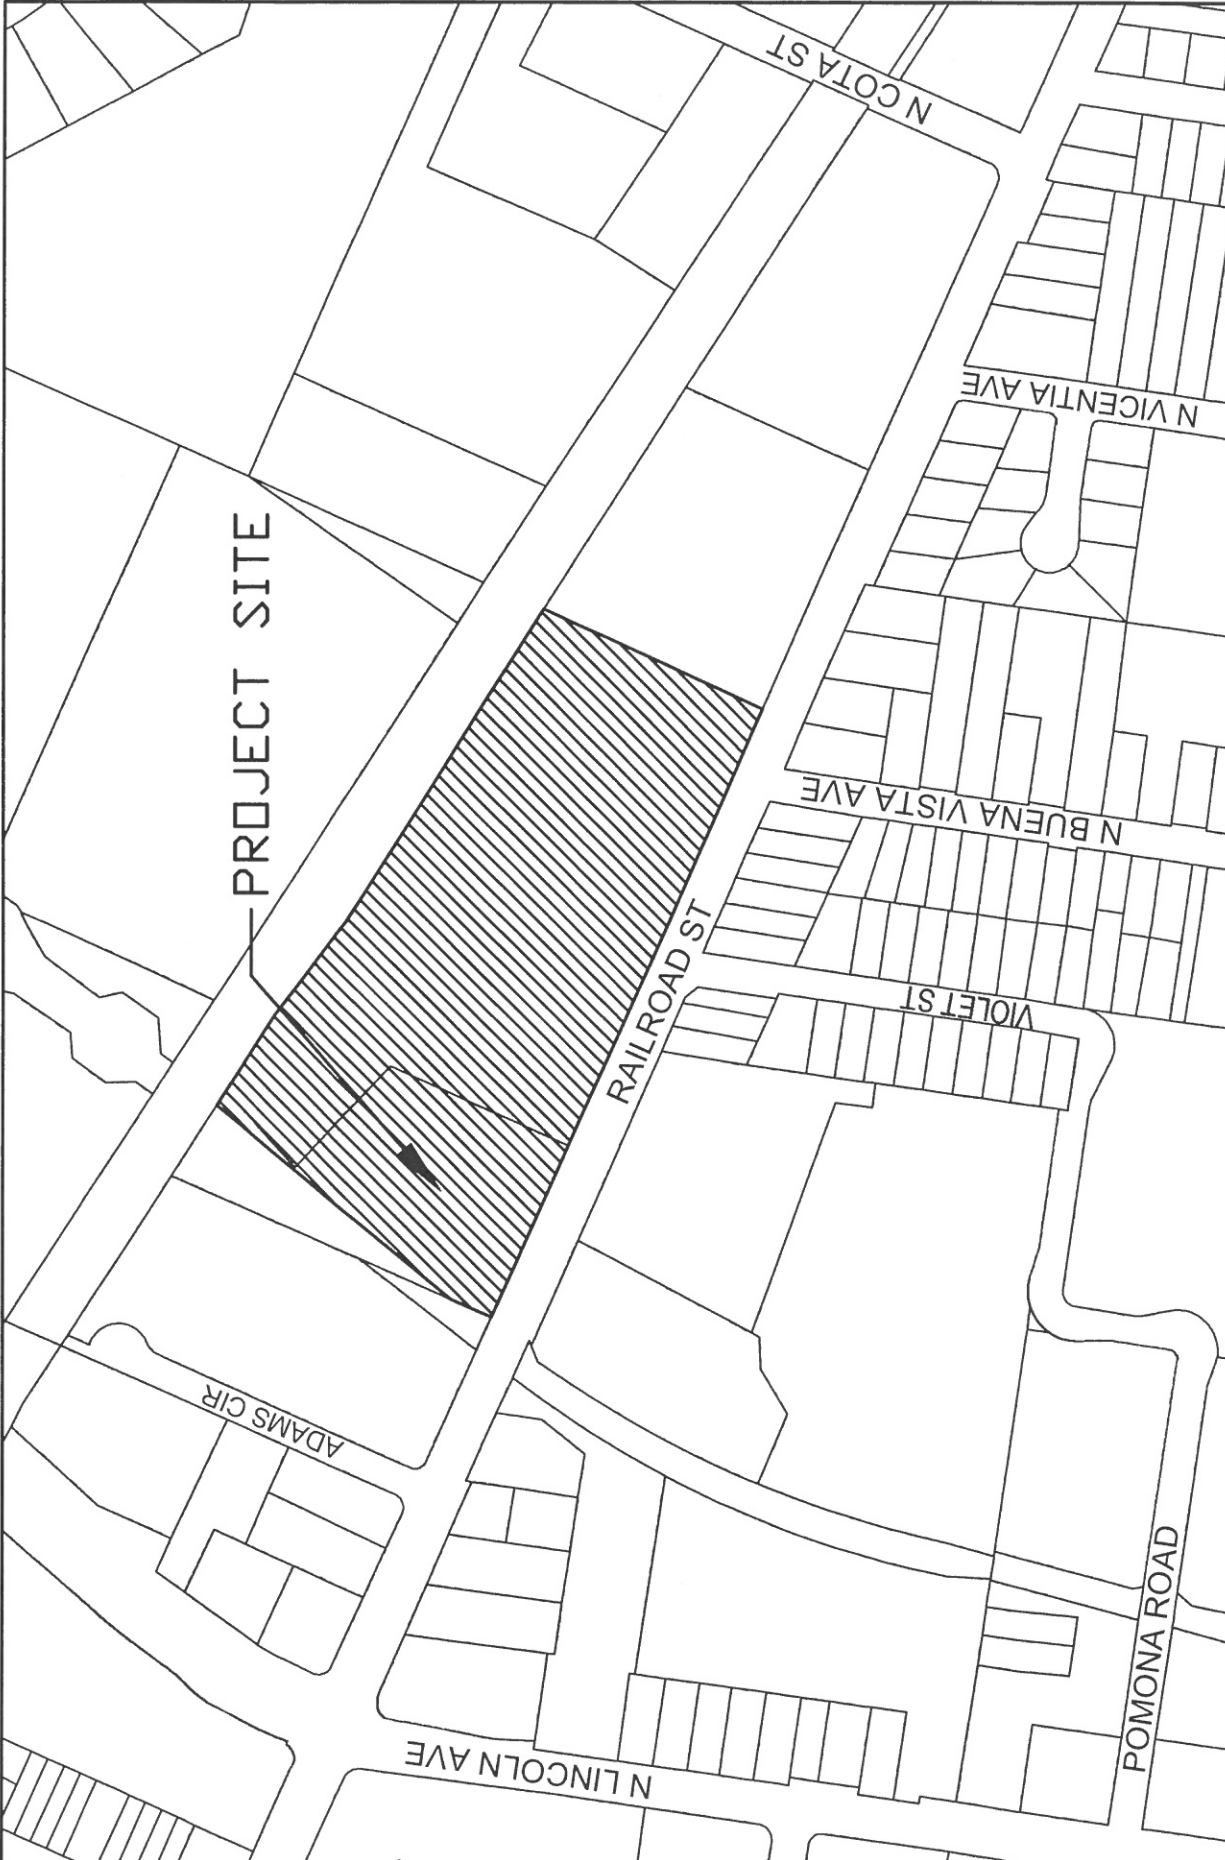 N COTA ST
N VICENTIA AVE
PROJECT SITE
N BUENA VISTA AVE
RAILROAD ST
VIOLET ST
ADAMS CIR
POMONA ROAD
N LINCOLN AVE